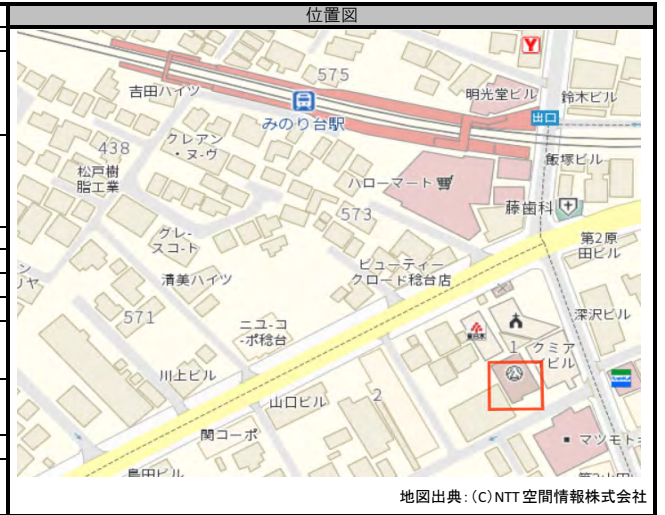 位置図
575
吉田ハイツ
明光堂ビル
鈴木ビル
みのり台駅
出口
438
クレアン
・ヌ-ヴ
飯塚ビル
松戸樹
脂工業
ハローマート
573
藤歯科
グレ-
スコ-ト
第2原
田ビル
清美ハイツ
ビューティー
クロード稔台店
571
ニユ-コ
-ポ稔台
深沢ビル
1
クミア
イビル
川上ビル
2
山口ビル
関コーポ
マツモト
島田ビル
地図出典：(C)NTT空間情報株式会社